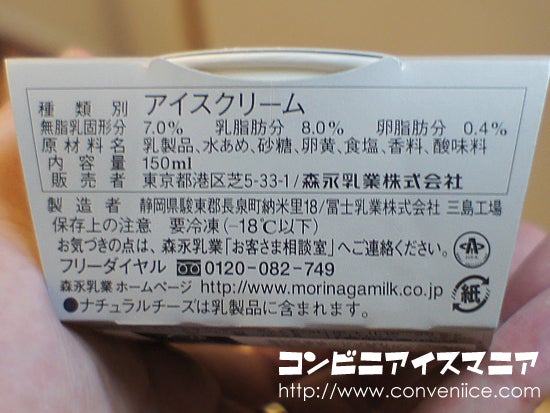 種類別 アイスクリーム
無脂乳固形分 7.0% 乳脂肪分 8.0% 卵脂肪分 0.4%
原材料名 乳製品、水あめ、砂糖、卵黄、食塩、香料、酸味料
内容量 150ml
販売者 東京都港区芝5-33-1/森永乳業株式会社
製造者 静岡県駿東郡長泉町納米里18/冨士乳業株式会社 三島工場
保存上の注意 要冷凍(−18℃以下)
お気づきの点は、森永乳業「お客さま相談室」へご連絡ください。
フリーダイヤル 0120-082-749
森永乳業 ホームページ http://www.morinagamilk.co.jp
●ナチュラルチーズは乳製品に含まれます。
紙
コンビニアイスマニア
http://www.conveniice.com/